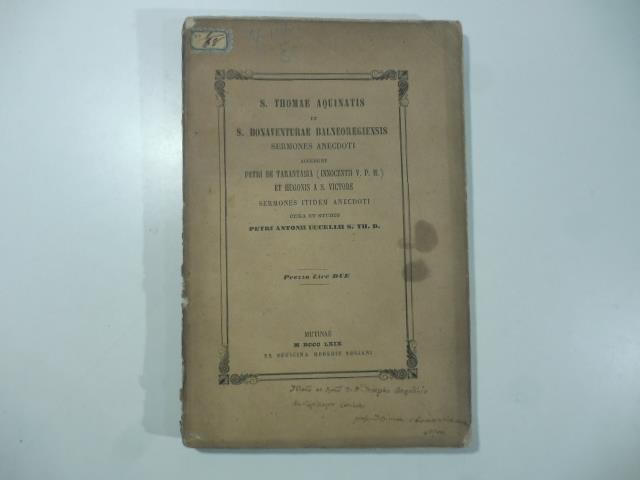 S. THOMAE AQUINATIS
ET
S. BONAVENTURAE BALNEOREGIENSIS
SERMONES ANECDOTI
ACCEDUNT
PETRI DE TARANTASIA (INNOCENTII V. P. M.)
ET HUGONIS A S. VICTORE
SERMONES ITIDEM ANECDOTI
CURA ET STUDIO
PETRI ANTONII UCCELLII S. TH. D.
Prezzo Lire DUE
MUTINAE
M DCCC LXIX
EX OFFICINA HEREDIS SOLIANI